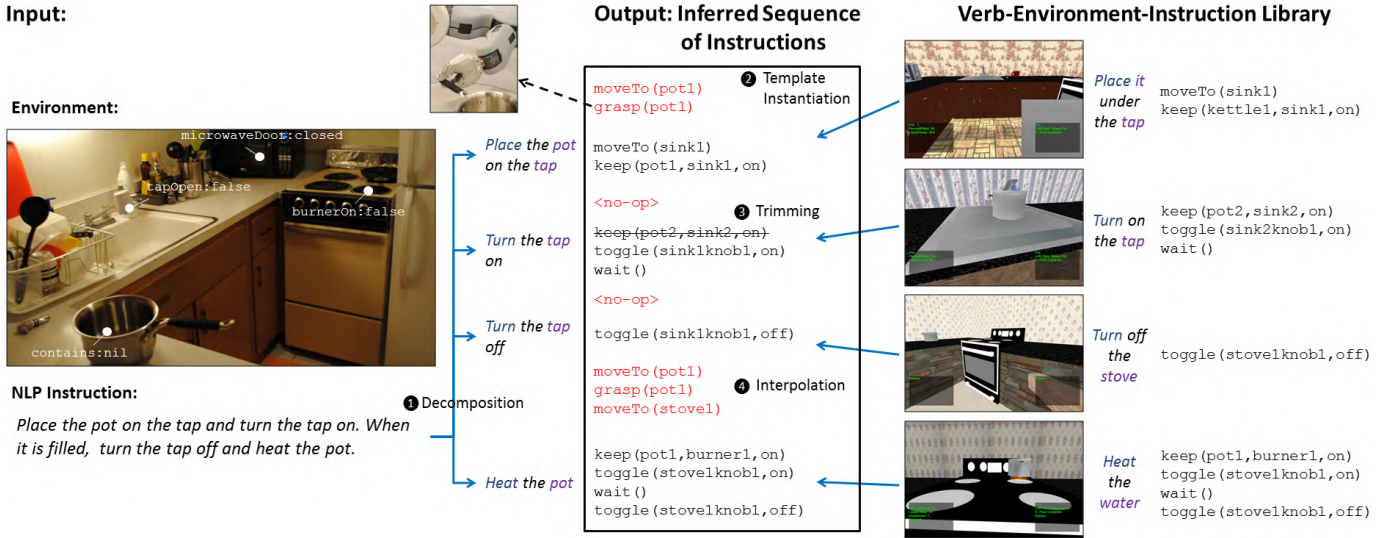 Input:
Environment:
microwaveDoor:closed
tapOpen:false
burnerOn:false
contains:nil
NLP Instruction:
Place the pot on the tap and turn the tap on. When
it is filled, turn the tap off and heat the pot.
❶ Decomposition
Place the pot
on the tap
Turn the tap
on
Turn the tap
off
Heat the pot
Output: Inferred Sequence
of Instructions
❷ Template
Instantiation
moveTo(pot1)
grasp(pot1)
moveTo(sink1)
keep(pot1,sink1,on)
<no-op>
❸ Trimming
keep(pot2,sink2,on)
toggle(sink1knob1,on)
wait()
<no-op>
toggle(sink1knob1,off)
moveTo(pot1)
grasp(pot1)
moveTo(stove1)
❹ Interpolation
keep(pot1,burner1,on)
toggle(stove1knob1,on)
wait()
toggle(stove1knob1,off)
Verb-Environment-Instruction Library
Place it
under
the tap
moveTo(sink1)
keep(kettle1,sink1,on)
Turn on
the tap
keep(pot2,sink2,on)
toggle(sink2knob1,on)
wait()
Turn off
the
stove
toggle(stove1knob1,off)
Heat
the
water
keep(pot1,burner1,on)
toggle(stove1knob1,on)
wait()
toggle(stove1knob1,off)